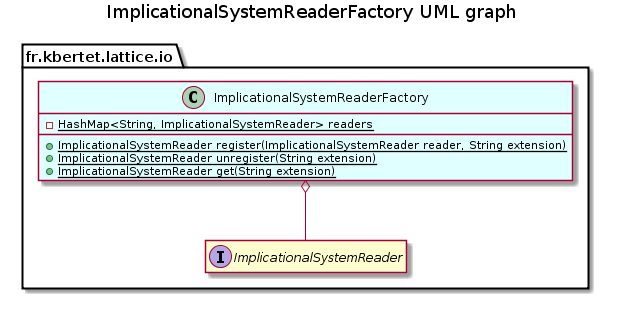 ImplicationalSystemReaderFactory UML graph
fr.kbertet.lattice.io
C ImplicationalSystemReaderFactory
HashMap<String, ImplicationalSystemReader> readers
ImplicationalSystemReader register(ImplicationalSystemReader reader, String extension)
ImplicationalSystemReader unregister(String extension)
ImplicationalSystemReader get(String extension)
I ImplicationalSystemReader